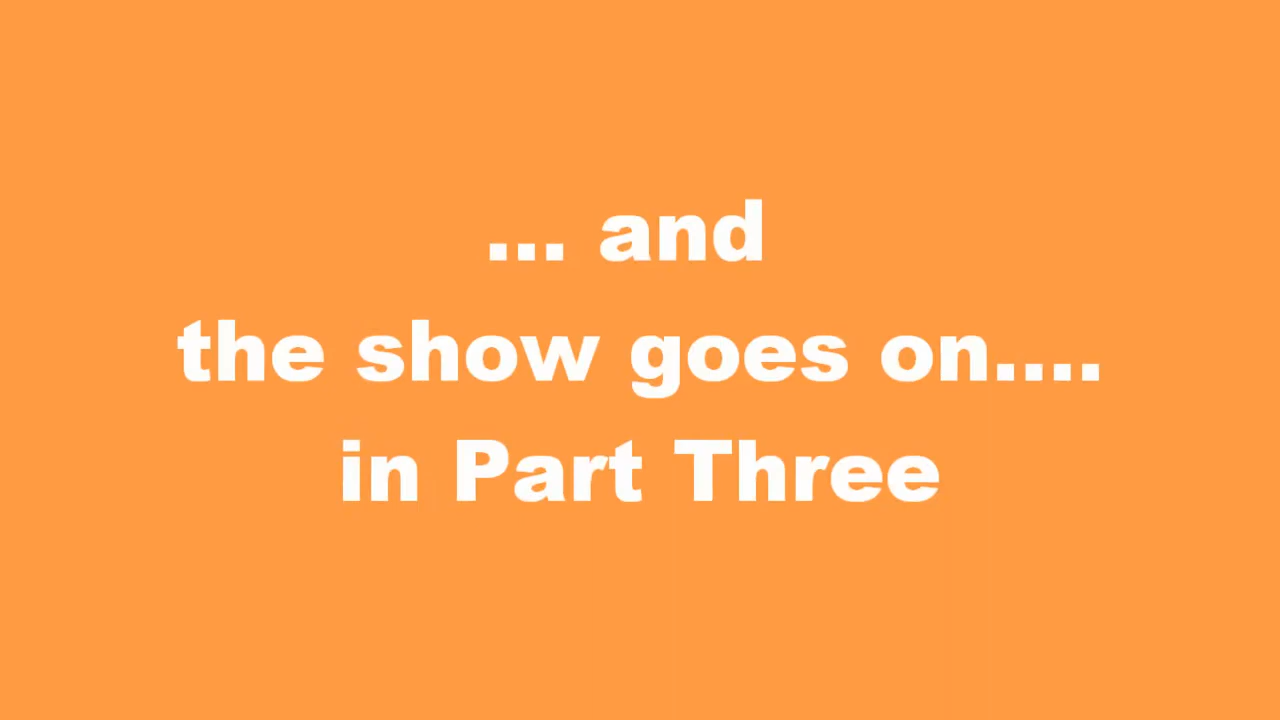 ... and
the show goes on....
in Part Three